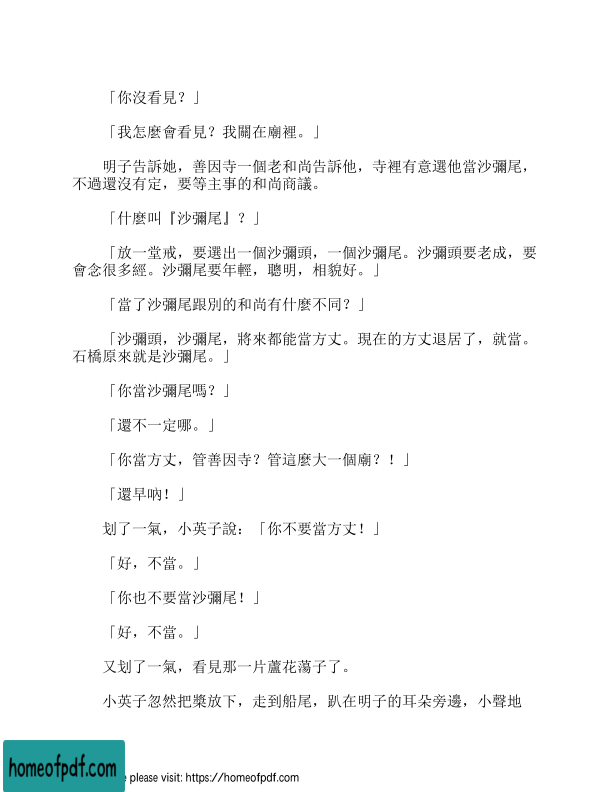 「你沒看見？」
「我怎麼會看見？我關在廟裡。」
明子告訴她，善因寺一個老和尚告訴他，寺裡有意選他當沙彌尾，
不過還沒有定，要等主事的和尚商議。
「什麼叫『沙彌尾』？」
「放一堂戒，要選出一個沙彌頭，一個沙彌尾。沙彌頭要老成，要
會念很多經。沙彌尾要年輕，聰明，相貌好。」
「當了沙彌尾跟別的和尚有什麼不同？」
「沙彌頭，沙彌尾，將來都能當方丈。現在的方丈退居了，就當。
石橋原來就是沙彌尾。」
「你當沙彌尾嗎？」
「還不一定哪。」
「你當方丈，管善因寺？管這麼大一個廟？！」
「還早吶！」
划了一氣，小英子說：「你不要當方丈！」
「好，不當。」
「你也不要當沙彌尾！」
「好，不當。」
又划了一氣，看見那一片蘆花蕩子了。
小英子忽然把槳放下，走到船尾，趴在明子的耳朵旁邊，小聲地
homeofpdf.com
please visit: https://homeofpdf.com